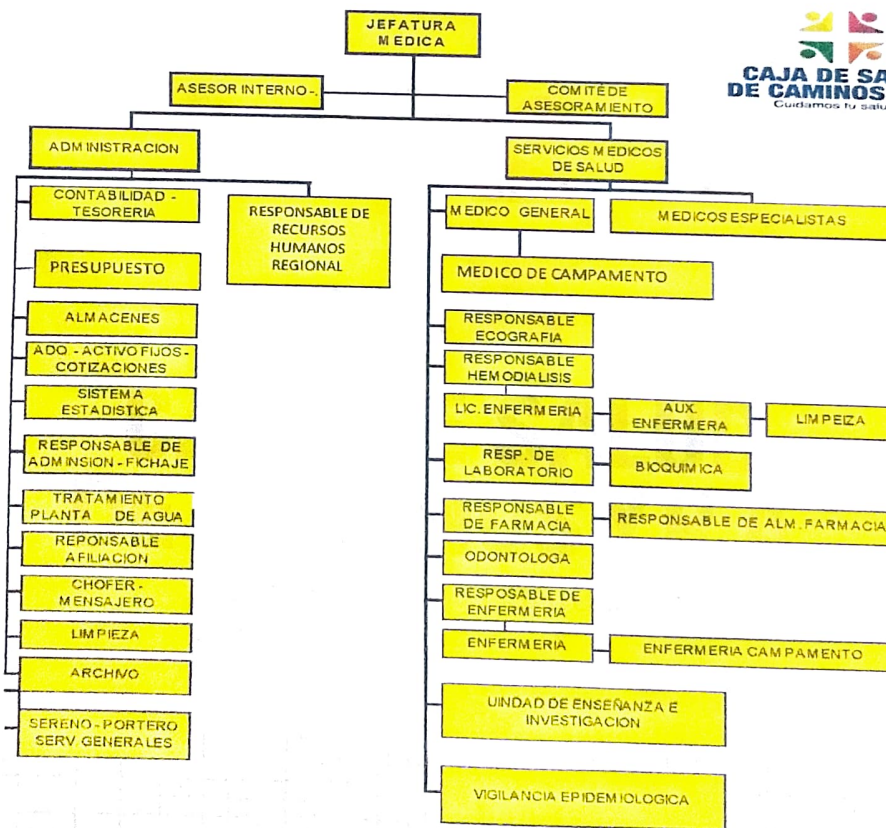 JEFATURA
MEDICA
CAJA DE SA
DE CAMINOS
Cuidamos tu salu
ASESOR INTERNO -.
COMITÉ DE
ASESORAMIENTO
ADMINISTRACION
SERVICIOS MEDICOS
DE SALUD
CONTABILIDAD -
TESORERIA
RESPONSABLE DE
RECURSOS
HUMANOS
REGIONAL
PRESUPUESTO
ALMACENES
ADQ - ACTIVO FIJOS -
COTIZACIONES
SISTEMA
ESTADISTICA
RESPONSABLE DE
ADMINSION - FICHAJE
TRATAMIENTO
PLANTA DE AGUA
REPONSABLE
AFILIACION
CHOFER -
MENSAJERO
LIMPIEZA
ARCHIVO
SERENO - PORTERO
SERV GENERALES
MEDICO GENERAL
MEDICOS ESPECIALISTAS
MEDICO DE CAMPAMENTO
RESPONSABLE
ECOGRAFIA
RESPONSABLE
HEMODIALISIS
LIC. ENFERMERIA
AUX.
ENFERMERA
LIMPEIZA
RESP. DE
LABORATORIO
BIOQUIMICA
RESPONSABLE
DE FARMACIA
RESPONSABLE DE ALM. FARMACIA
ODONTOLOGA
RESPOSABLE DE
ENFERMERIA
ENFERMERIA
ENFERMERIA CAMPAMENTO
UINDAD DE ENSEÑANZA E
INVESTIGACION
VIGILANCIA EPIDEMIOLOGICA